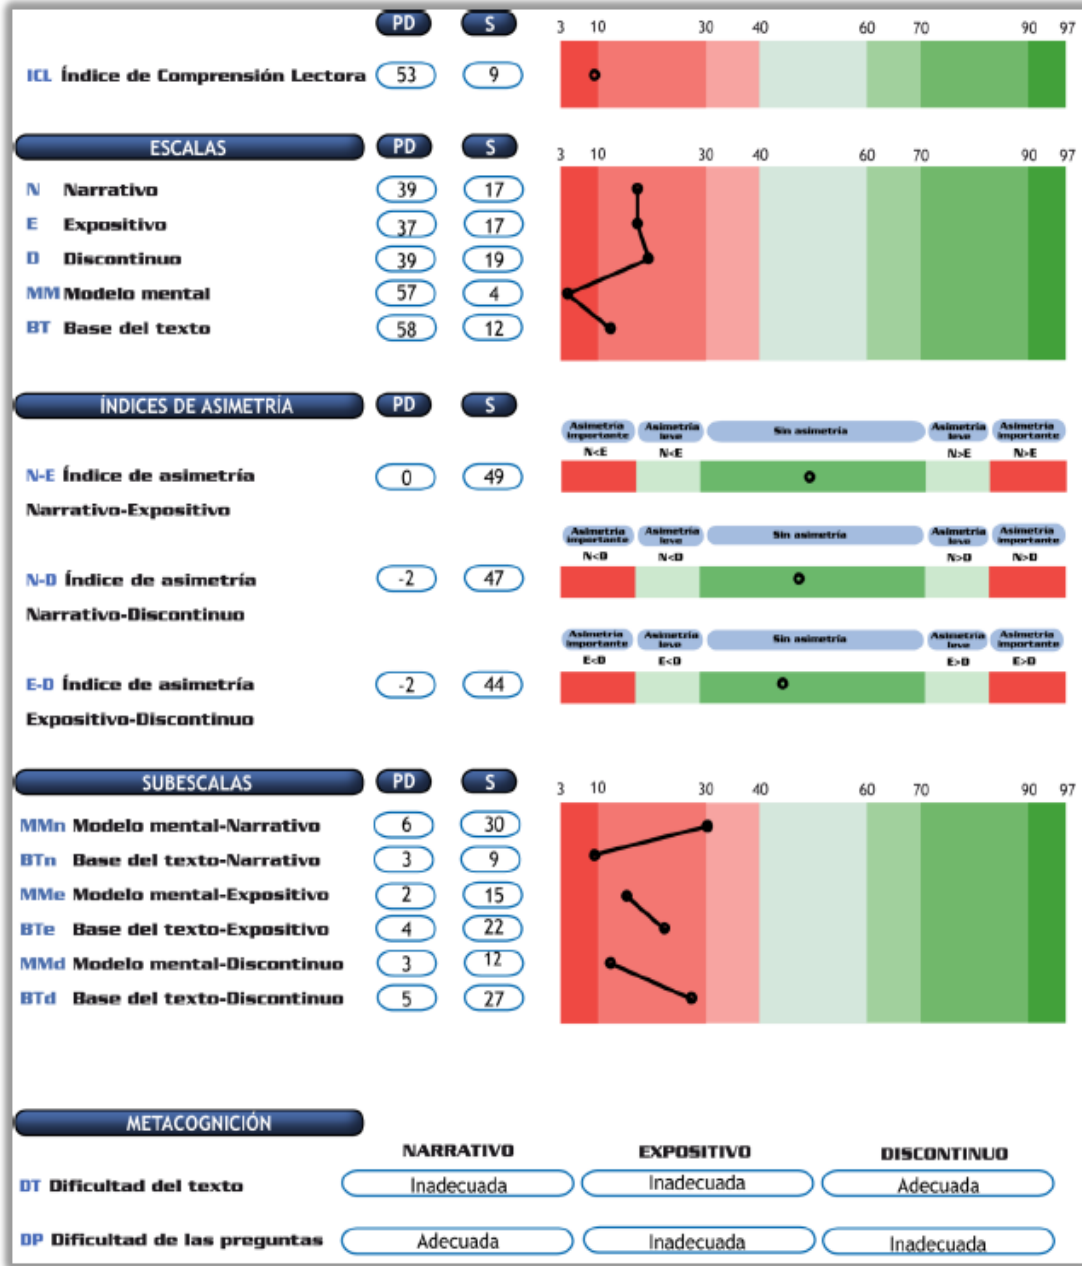 PD S 3 10 30 40 60 70 90 97
ICL Índice de Comprensión Lectora 53 9
ESCALAS PD S 3 10 30 40 60 70 90 97
N Narrativo 39 17
E Expositivo 37 17
D Discontinuo 39 19
MM Modelo mental 57 4
BT Base del texto 58 12
ÍNDICES DE ASIMETRÍA PD S
Asimetría importante Asimetría leve Sin asimetría Asimetría leve Asimetría importante
N<E N<E N>E N>E
N-E Índice de asimetría 0 49
Narrativo-Expositivo
Asimetría importante Asimetría leve Sin asimetría Asimetría leve Asimetría importante
N<D N<D N>D N>D
N-D Índice de asimetría -2 47
Narrativo-Discontinuo
Asimetría importante Asimetría leve Sin asimetría Asimetría leve Asimetría importante
E<D E<D E>D E>D
E-D Índice de asimetría -2 44
Expositivo-Discontinuo
SUBESCALAS PD S 3 10 30 40 60 70 90 97
MMn Modelo mental-Narrativo 6 30
BTn Base del texto-Narrativo 3 9
MMe Modelo mental-Expositivo 2 15
BTe Base del texto-Expositivo 4 22
MMd Modelo mental-Discontinuo 3 12
BTd Base del texto-Discontinuo 5 27
METACOGNICIÓN
NARRATIVO EXPOSITIVO DISCONTINUO
DT Dificultad del texto Inadecuada Inadecuada Adecuada
DP Dificultad de las preguntas Adecuada Inadecuada Inadecuada